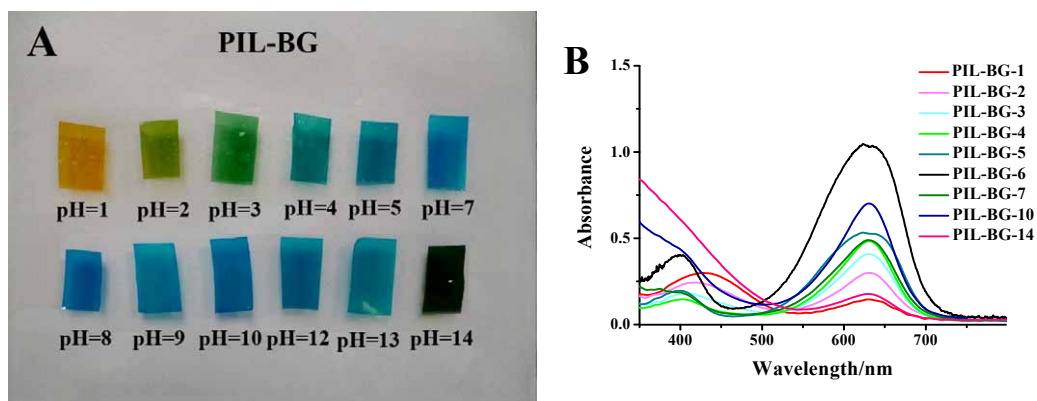 A
PIL-BG
pH=1 pH=2 pH=3 pH=4 pH=5 pH=7
pH=8 pH=9 pH=10 pH=12 pH=13 pH=14
B
1.5
1.0
0.5
0.0
Absorbance
400 500 600 700
Wavelength/nm
PIL-BG-1
PIL-BG-2
PIL-BG-3
PIL-BG-4
PIL-BG-5
PIL-BG-6
PIL-BG-7
PIL-BG-10
PIL-BG-14